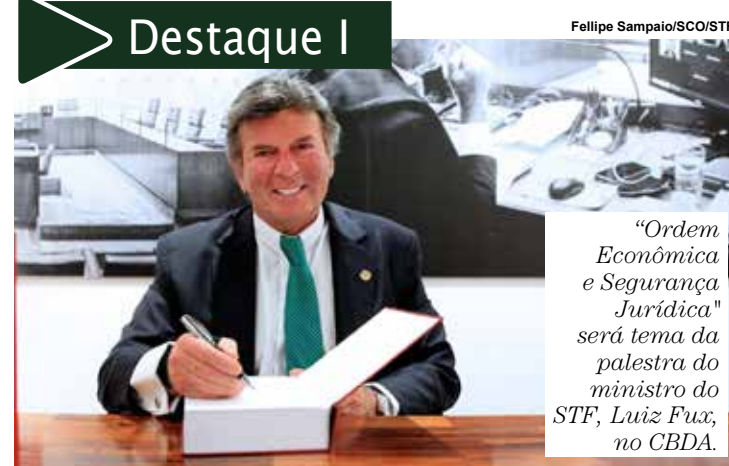 Destaque I
Fellipe Sampaio/SCO/STF
“Ordem
Econômica
e Segurança
Jurídica"
será tema da
palestra do
ministro do
STF, Luiz Fux,
no CBDA.